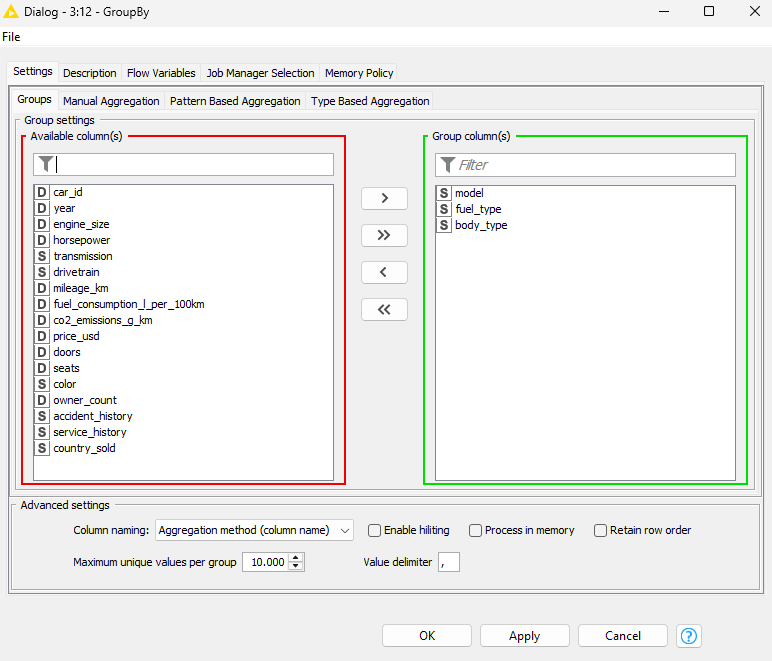 Dialog - 3:12 - GroupBy
File
Settings Description Flow Variables Job Manager Selection Memory Policy
Groups Manual Aggregation Pattern Based Aggregation Type Based Aggregation
Group settings
Available column(s)
D car_id
D year
D engine_size
D horsepower
S transmission
S drivetrain
D mileage_km
D fuel_consumption_l_per_100km
D co2_emissions_g_km
D price_usd
D doors
D seats
S color
D owner_count
S accident_history
S service_history
S country_sold
>
>>
<
<<
Group column(s)
Filter
S model
S fuel_type
S body_type
Advanced settings
Column naming: Aggregation method (column name) Enable hiliting Process in memory Retain row order
Maximum unique values per group 10.000 Value delimiter ,
OK Apply Cancel ?